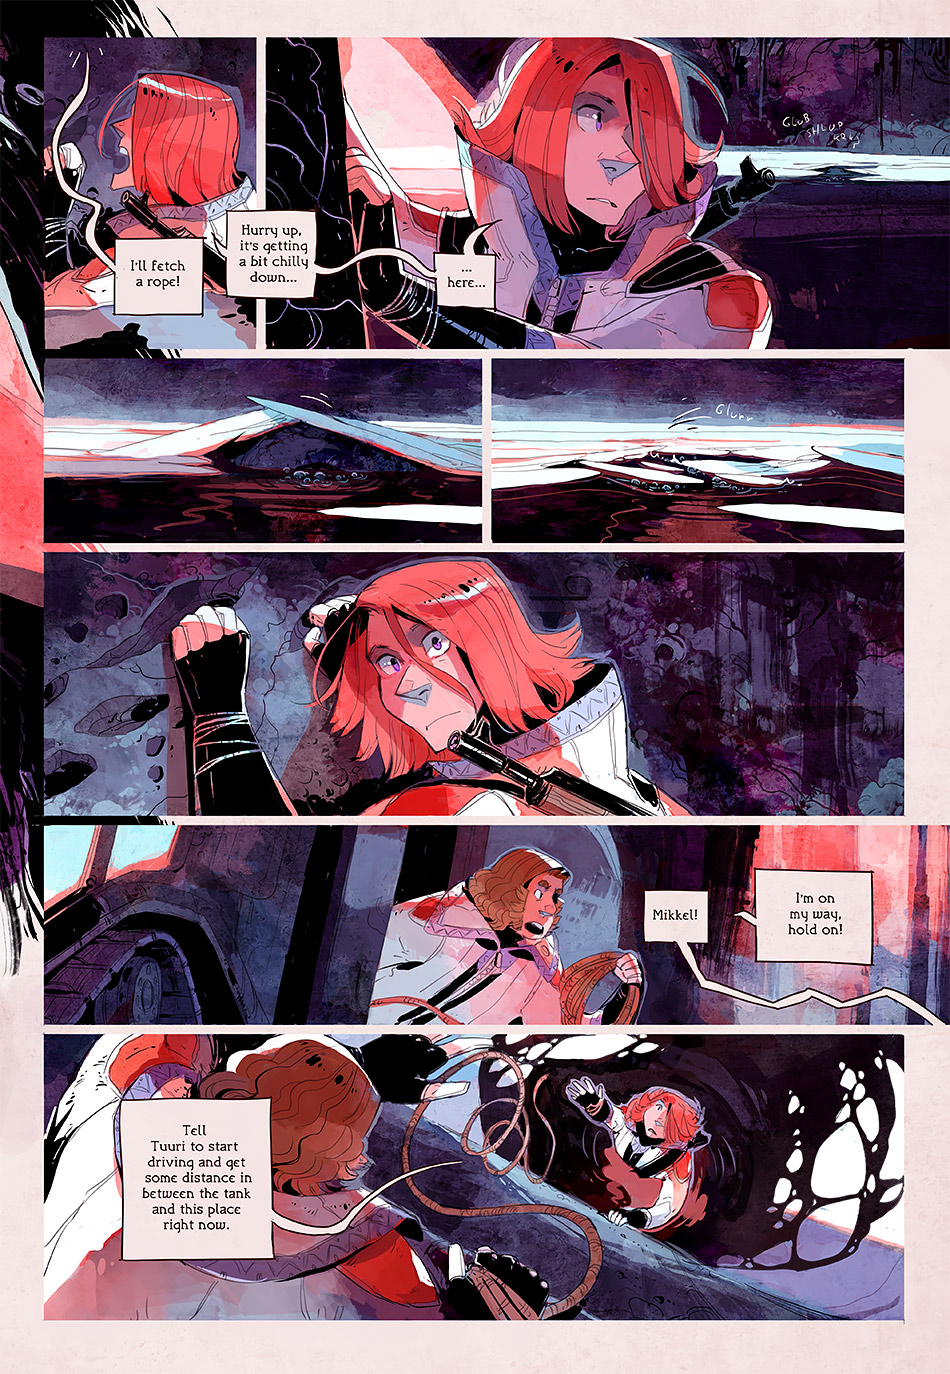 I'll fetch
a rope!
Hurry up,
it's getting
a bit chilly
down...
...
here...
GLUB
SHLUP
Glurr
Mikkel!
I'm on
my way,
hold on!
Tell
Tuuri to start
driving and get
some distance in
between the tank
and this place
right now.